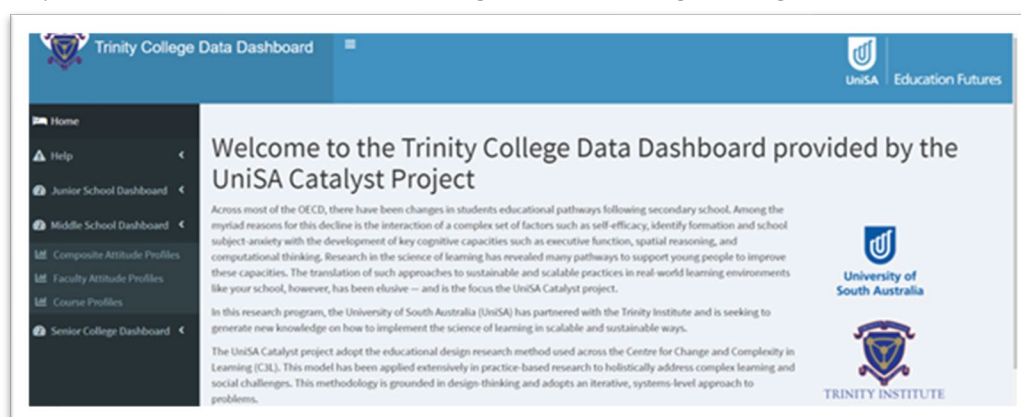 Trinity College Data Dashboard
UniSA Education Futures
Home
Help
Junior School Dashboard
Middle School Dashboard
Composite Attitude Profiles
Faculty Attitude Profiles
Course Profiles
Senior College Dashboard
Welcome to the Trinity College Data Dashboard provided by the
UniSA Catalyst Project
Across most of the OECD, there have been changes in students educational pathways following secondary school. Among the
myriad reasons for this decline is the interaction of a complex set of factors such as self-efficacy, identify formation and school
subject-anxiety with the development of key cognitive capacities such as executive function, spatial reasoning, and
computational thinking. Research in the science of learning has revealed many pathways to support young people to improve
these capacities. The translation of such approaches to sustainable and scalable practices in real-world learning environments
like your school, however, has been elusive — and is the focus the UniSA Catalyst project.
In this research program, the University of South Australia (UniSA) has partnered with the Trinity Institute and is seeking to
generate new knowledge on how to implement the science of learning in scalable and sustainable ways.
The UniSA Catalyst project adopt the educational design research method used across the Centre for Change and Complexity in
Learning (C3L). This model has been applied extensively in practice-based research to holistically address complex learning and
social challenges. This methodology is grounded in design-thinking and adopts an iterative, systems-level approach to
problems.
University of
South Australia
TRINITY INSTITUTE